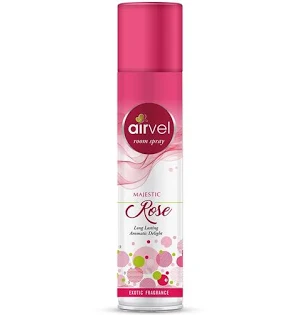 airvel
room spray
MAJESTIC
Rose
Long Lasting
Aromatic Delight
EXOTIC FRAGRANCE